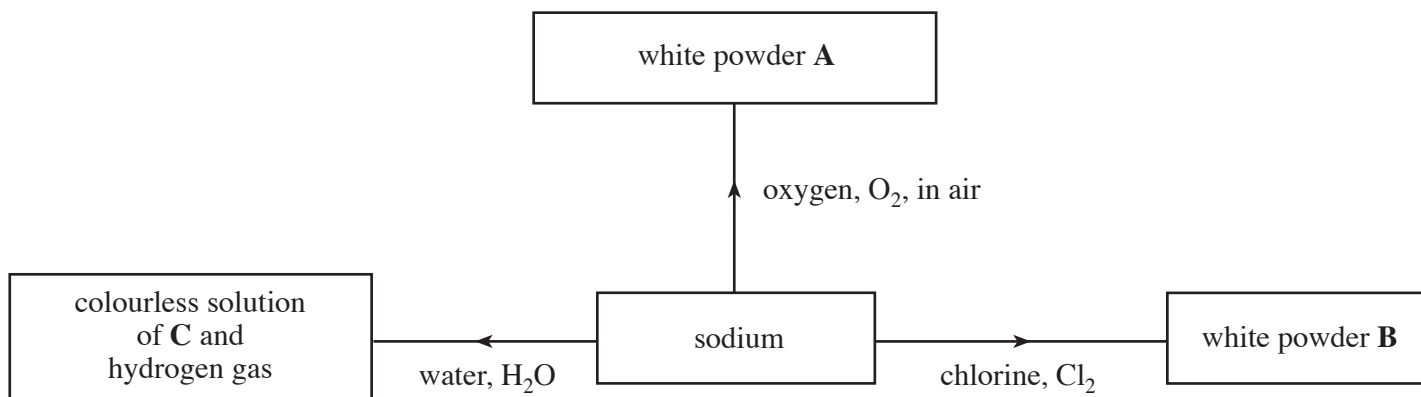 white powder A
oxygen, O₂, in air
colourless solution
of C and
hydrogen gas
water, H₂O
sodium
chlorine, Cl₂
white powder B